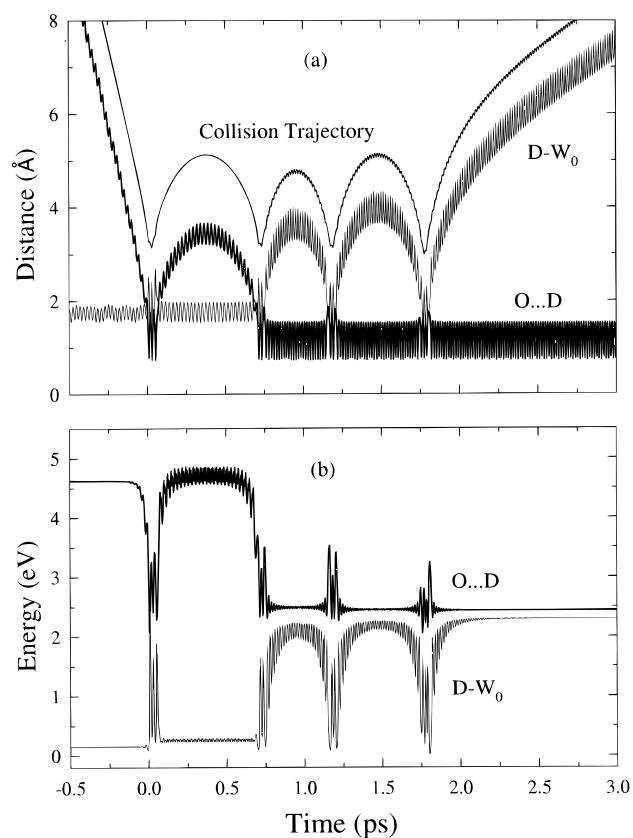 8
(a)
Collision Trajectory
6
D-W₀
4
Distance (Å)
O...D
2
0
6
(b)
5
4
O...D
3
Energy (eV)
2
D-W₀
1
0
-0.5 0.0 0.5 1.0 1.5 2.0 2.5 3.0
Time (ps)